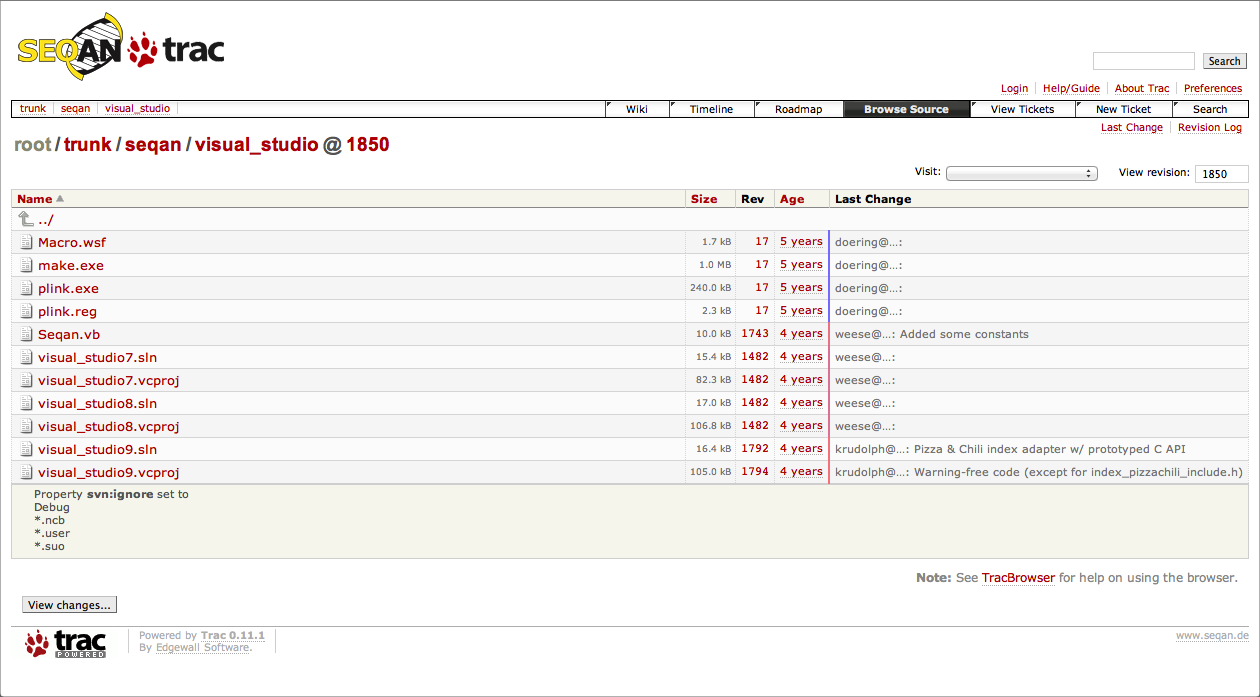 SEQAN trac
Search
Login Help/Guide About Trac Preferences
trunk seqan visual_studio Wiki Timeline Roadmap Browse Source View Tickets New Ticket Search
Last Change Revision Log
root / trunk / seqan / visual_studio @ 1850
Visit: View revision: 1850
Name Size Rev Age Last Change
../
Macro.wsf 1.7 kB 17 5 years doering@...:
make.exe 1.0 MB 17 5 years doering@...:
plink.exe 240.0 kB 17 5 years doering@...:
plink.reg 2.3 kB 17 5 years doering@...:
Seqan.vb 10.0 kB 1743 4 years weese@...: Added some constants
visual_studio7.sln 15.4 kB 1482 4 years weese@...:
visual_studio7.vcproj 82.3 kB 1482 4 years weese@...:
visual_studio8.sln 17.0 kB 1482 4 years weese@...:
visual_studio8.vcproj 106.8 kB 1482 4 years weese@...:
visual_studio9.sln 16.4 kB 1792 4 years krudolph@...: Pizza & Chili index adapter w/ prototyped C API
visual_studio9.vcproj 105.0 kB 1794 4 years krudolph@...: Warning-free code (except for index_pizzachili_include.h)
Property svn:ignore set to
Debug
*.ncb
*.user
*.suo
Note: See TracBrowser for help on using the browser.
View changes...
trac POWERED
Powered by Trac 0.11.1
By Edgewall Software.
www.seqan.de